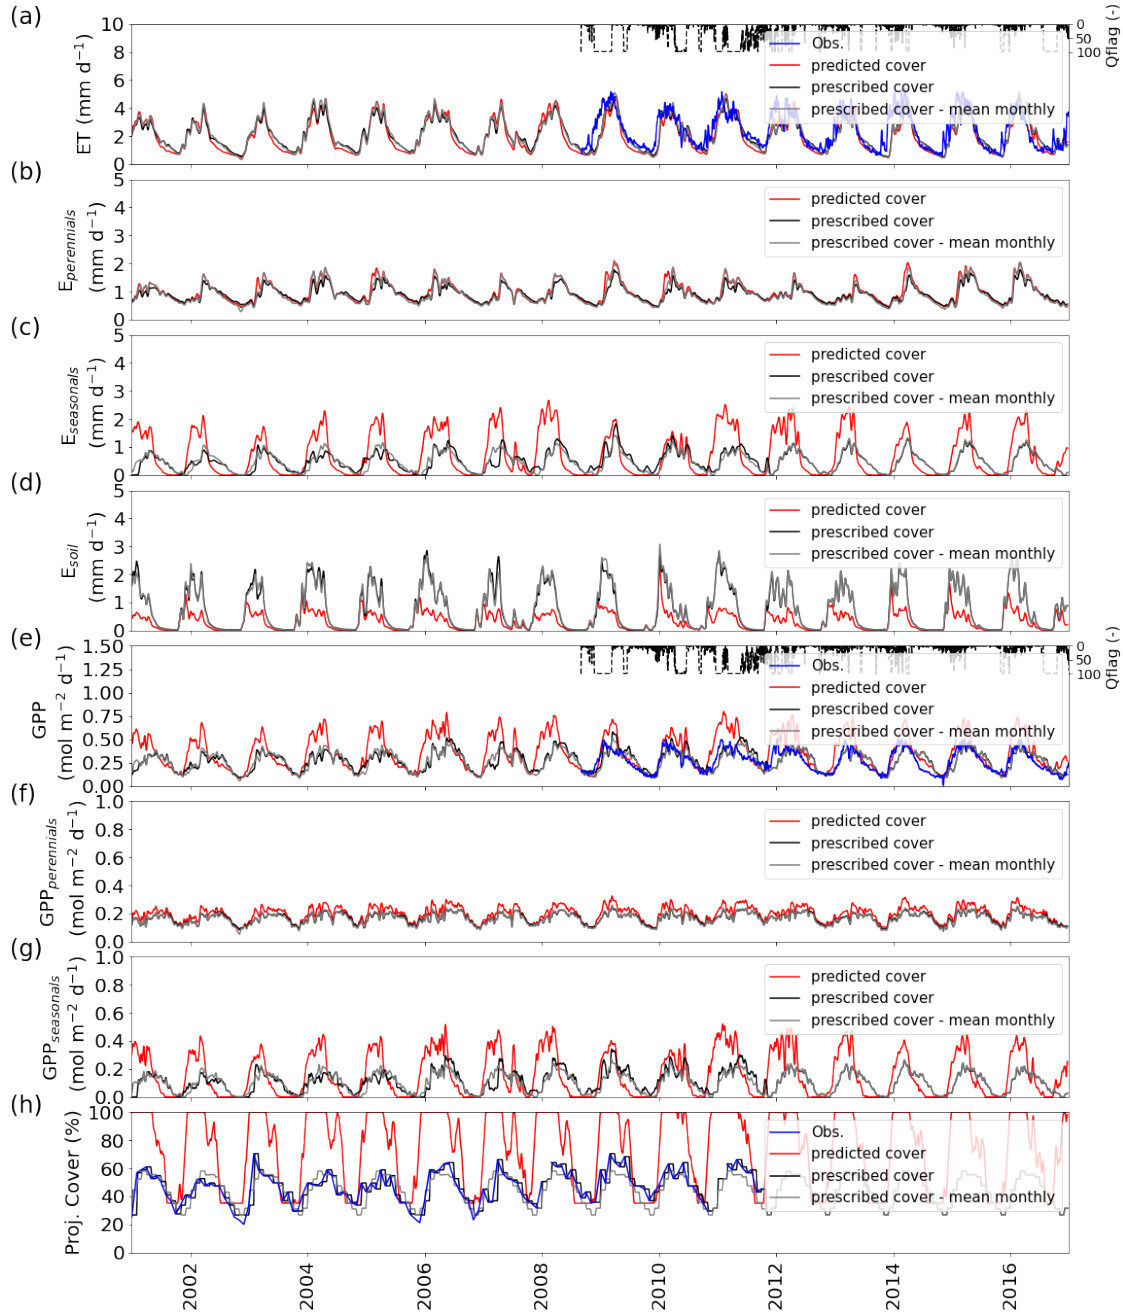 (a)
10
8
6
4
2
0
ET (mm d⁻¹)
Obs.
predicted cover
prescribed cover
prescribed cover - mean monthly
0
50
100
Qflag (-)
(b)
5
4
3
2
1
0
E_perennials
(mm d⁻¹)
predicted cover
prescribed cover
prescribed cover - mean monthly
(c)
5
4
3
2
1
0
E_seasonals
(mm d⁻¹)
predicted cover
prescribed cover
prescribed cover - mean monthly
(d)
5
4
3
2
1
0
E_soil
(mm d⁻¹)
predicted cover
prescribed cover
prescribed cover - mean monthly
(e)
1.50
1.25
1.00
0.75
0.50
0.25
0.00
GPP
(mol m⁻² d⁻¹)
Obs.
predicted cover
prescribed cover
prescribed cover - mean monthly
0
50
100
Qflag (-)
(f)
1.0
0.8
0.6
0.4
0.2
0.0
GPP_perennials
(mol m⁻² d⁻¹)
predicted cover
prescribed cover
prescribed cover - mean monthly
(g)
1.0
0.8
0.6
0.4
0.2
0.0
GPP_seasonals
(mol m⁻² d⁻¹)
predicted cover
prescribed cover
prescribed cover - mean monthly
(h)
100
80
60
40
20
0
Proj. Cover (%)
Obs.
predicted cover
prescribed cover
prescribed cover - mean monthly
2002
2004
2006
2008
2010
2012
2014
2016